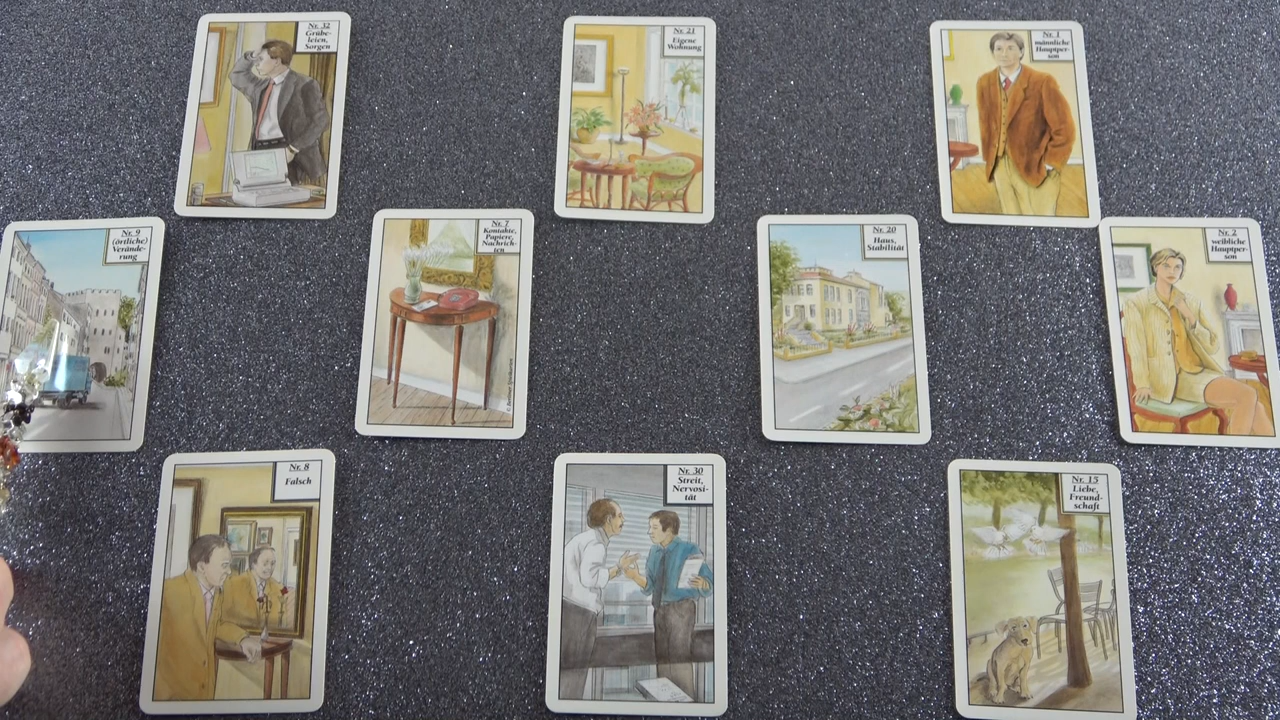 Nr. 32
Grübe-
leien,
Sorgen
Nr. 21
Eigene
Wohnung
Nr. 1
männliche
Hauptper-
son
Nr. 9
(örtliche)
Verände-
rung
Nr. 7
Kontakte,
Papiere,
Nachrich-
ten
Nr. 20
Haus,
Stabilität
Nr. 2
weibliche
Hauptper-
son
Nr. 8
Falsch
Nr. 30
Streit,
Nervosi-
tät
Nr. 15
Liebe,
Freund-
schaft